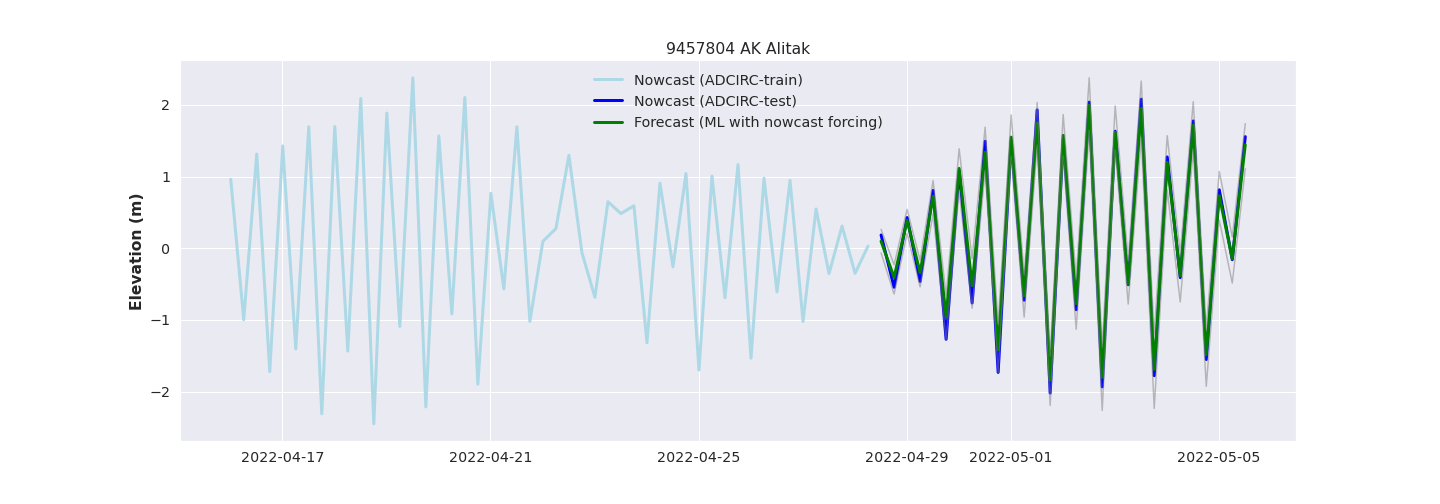 9457804 AK Alitak
Nowcast (ADCIRC-train)
Nowcast (ADCIRC-test)
Forecast (ML with nowcast forcing)
Elevation (m)
2
1
0
−1
−2
2022-04-17 2022-04-21 2022-04-25 2022-04-29 2022-05-01 2022-05-05